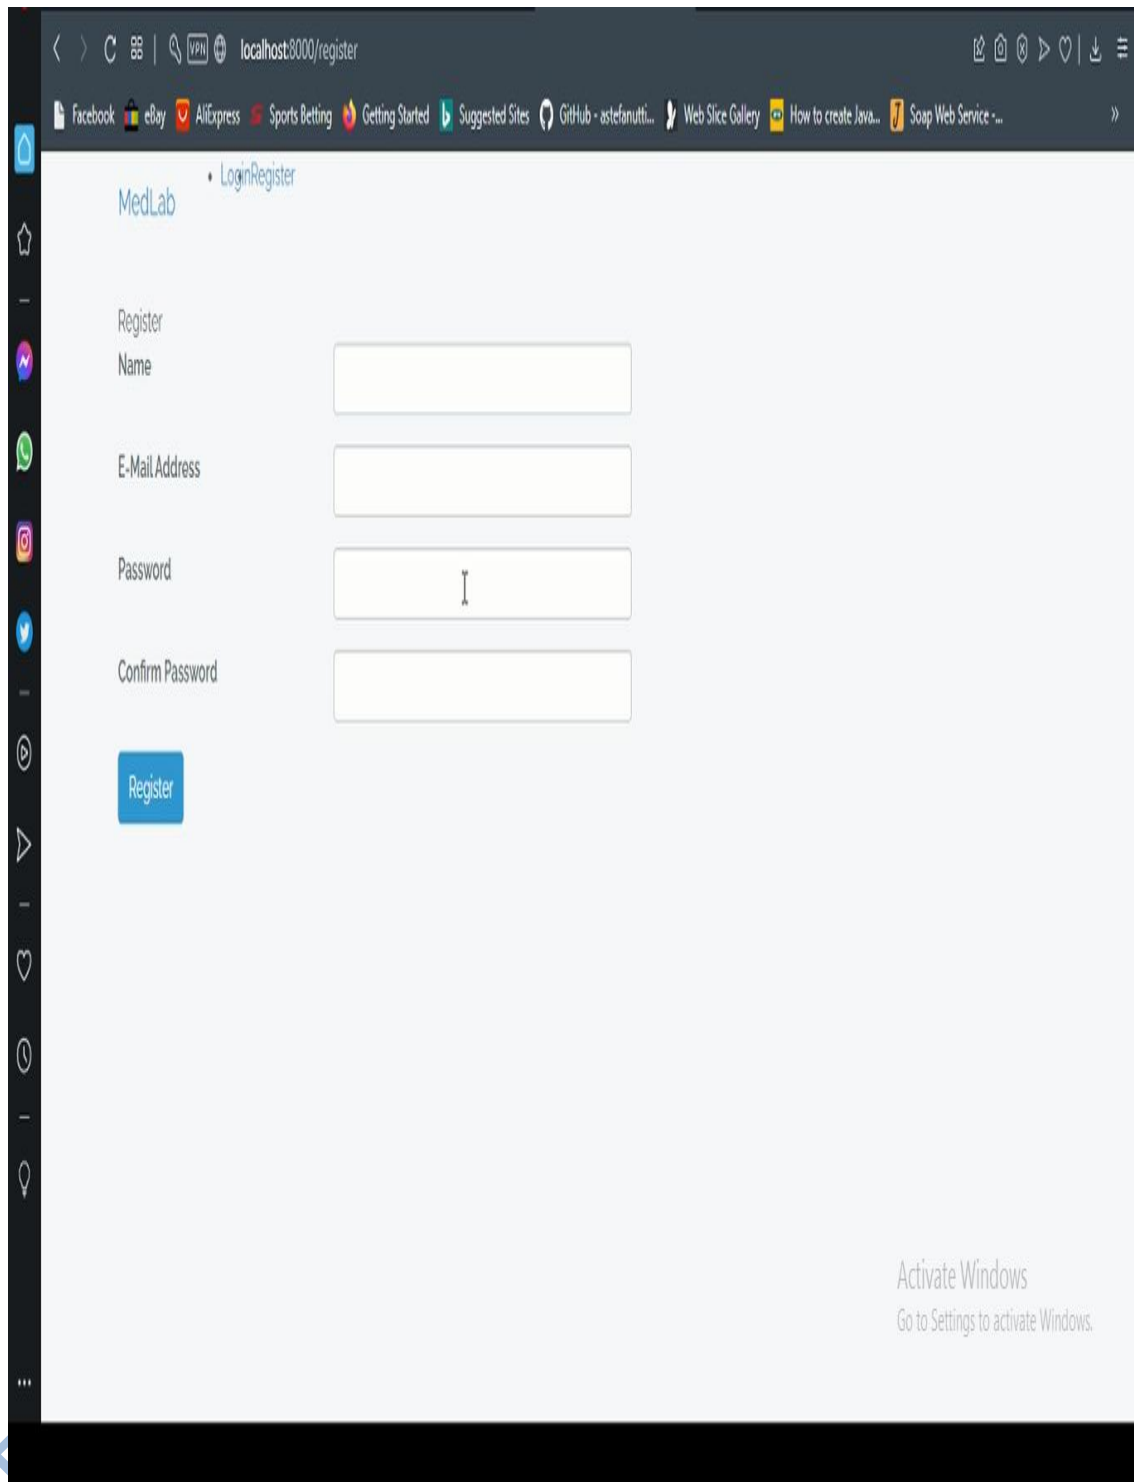 VPN localhost:8000/register
Facebook eBay AliExpress Sports Betting Getting Started Suggested Sites GitHub - astefanutti... Web Slice Gallery How to create Java... Soap Web Service -...
• LoginRegister
MedLab
Register
Name
E-Mail Address
Password
Confirm Password
Register
Activate Windows
Go to Settings to activate Windows.